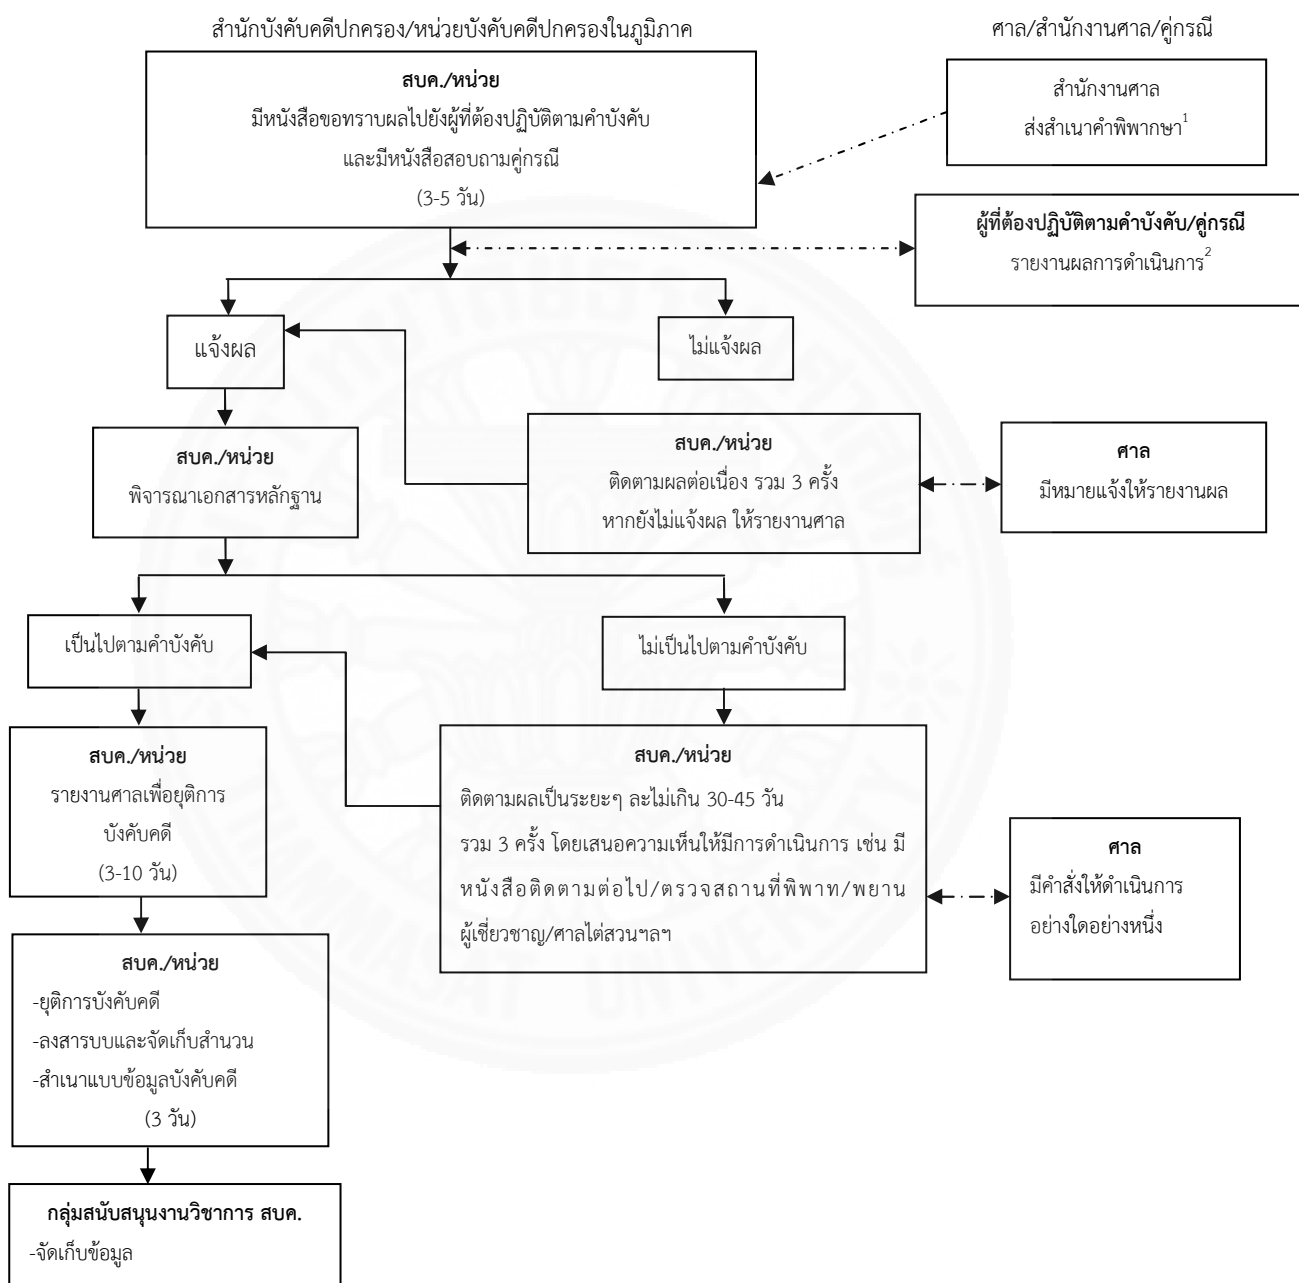 สำนักบังคับคดีปกครอง/หน่วยบังคับคดีปกครองในภูมิภาค
ศาล/สำนักงานศาล/คู่กรณี
สบค./หน่วย
มีหนังสือขอทราบผลไปยังผู้ที่ต้องปฏิบัติตามคำบังคับ
และมีหนังสือสอบถามคู่กรณี
(3-5 วัน)
สำนักงานศาล
ส่งสำเนาคำพิพากษา¹
ผู้ที่ต้องปฏิบัติตามคำบังคับ/คู่กรณี
รายงานผลการดำเนินการ²
แจ้งผล
ไม่แจ้งผล
สบค./หน่วย
พิจารณาเอกสารหลักฐาน
สบค./หน่วย
ติดตามผลต่อเนื่อง รวม 3 ครั้ง
หากยังไม่แจ้งผล ให้รายงานศาล
ศาล
มีหมายแจ้งให้รายงานผล
เป็นไปตามคำบังคับ
ไม่เป็นไปตามคำบังคับ
สบค./หน่วย
รายงานศาลเพื่อยุติการ
บังคับคดี
(3-10 วัน)
สบค./หน่วย
ติดตามผลเป็นระยะๆ ละไม่เกิน 30-45 วัน
รวม 3 ครั้ง โดยเสนอความเห็นให้มีการดำเนินการ เช่น มี
หนังสือติดตามต่อไป/ตรวจสถานที่พิพาท/พยาน
ผู้เชี่ยวชาญ/ศาลไต่สวนฯลฯ
ศาล
มีคำสั่งให้ดำเนินการ
อย่างใดอย่างหนึ่ง
สบค./หน่วย
-ยุติการบังคับคดี
-ลงสารบบและจัดเก็บสำนวน
-สำเนาแบบข้อมูลบังคับคดี
(3 วัน)
กลุ่มสนับสนุนงานวิชาการ สบค.
-จัดเก็บข้อมูล
THAMMASAT UNIVERSITY